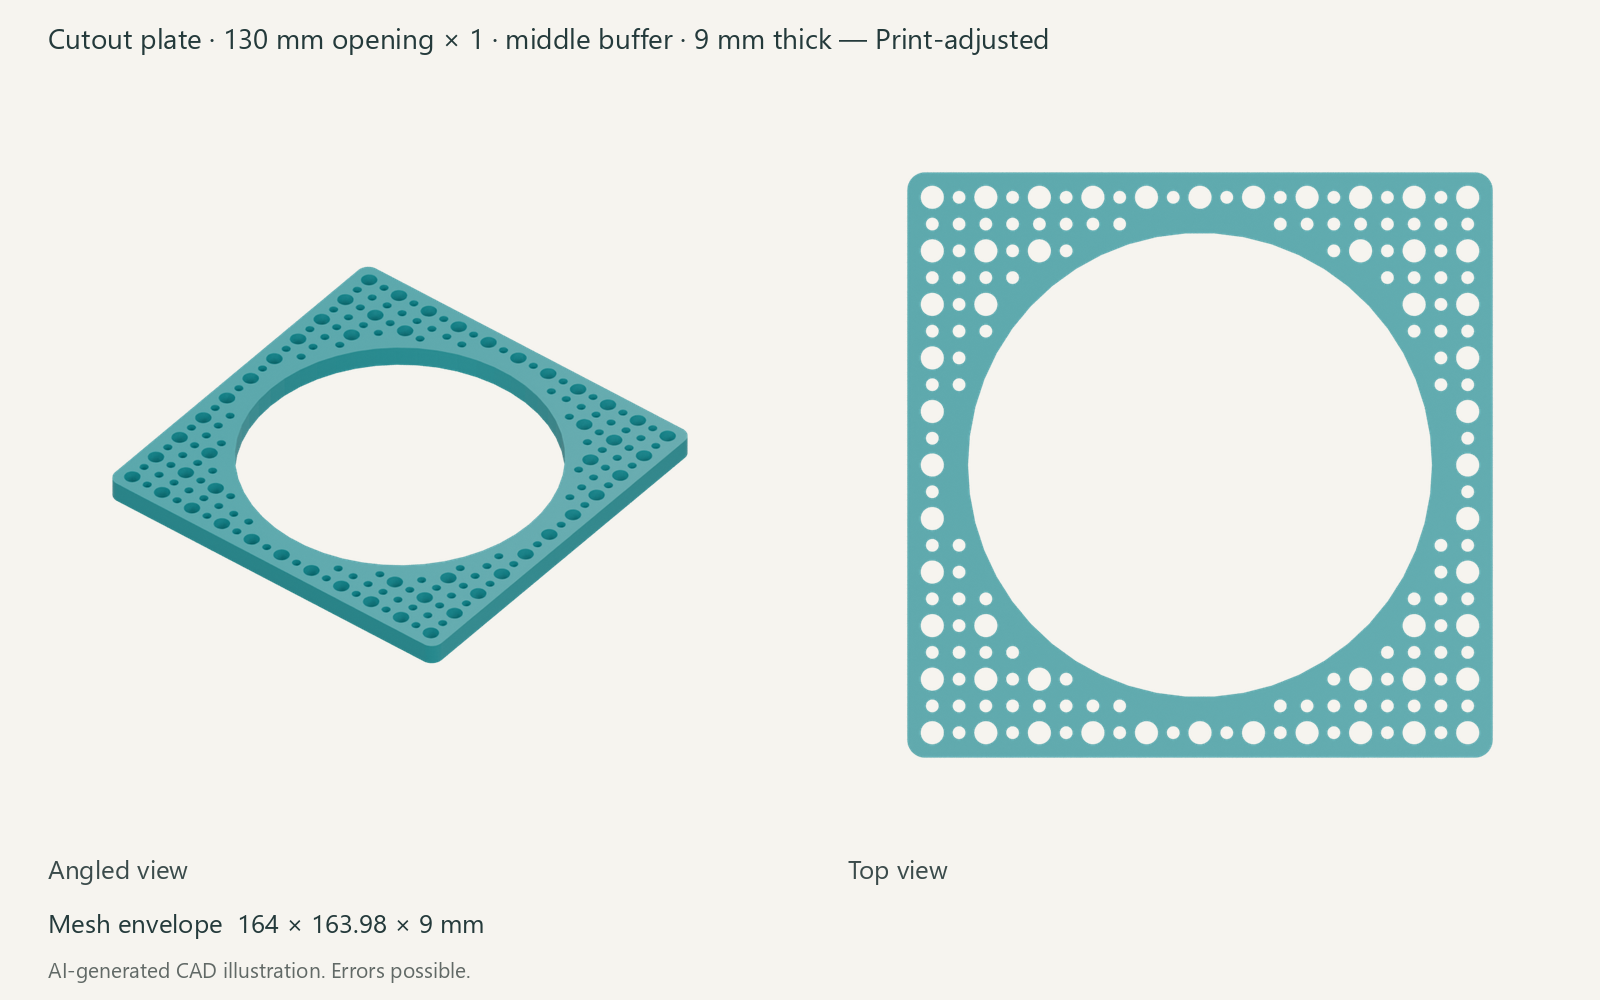 Cutout plate · 130 mm opening × 1 · middle buffer · 9 mm thick — Print-adjusted
Angled view
Top view
Mesh envelope 164 × 163.98 × 9 mm
AI-generated CAD illustration. Errors possible.